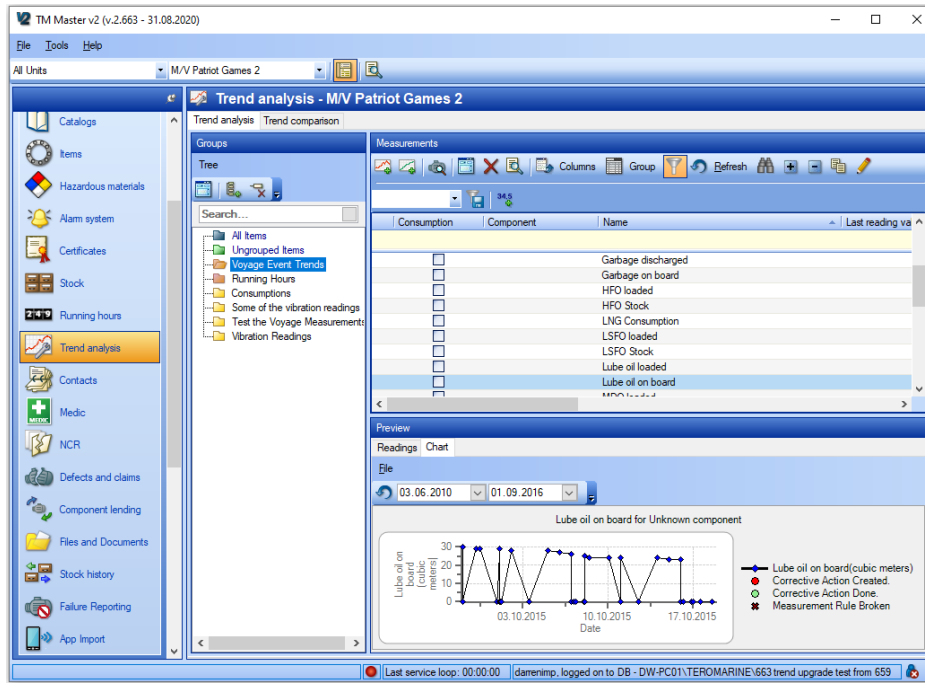 TM Master v2 (v.2.663 - 31.08.2020)
File Tools Help
All Units M/V Patriot Games 2
Catalogs
Items
Hazardous materials
Alarm system
Certificates
Stock
249 Running hours
Trend analysis
Contacts
MEDIC Medic
NCR
Defects and claims
Component lending
Files and Documents
Stock history
Failure Reporting
App Import
Trend analysis - M/V Patriot Games 2
Trend analysis Trend comparison
Groups
Tree
Search...
All Items
Ungrouped Items
Voyage Event Trends
Running Hours
Consumptions
Some of the vibration readings
Test the Voyage Measurements
Vibration Readings
Measurements
Columns Group Refresh
34,5
Consumption Component Name Last reading va
Garbage discharged
Garbage on board
HFO loaded
HFO Stock
LNG Consumption
LSFO loaded
LSFO Stock
Lube oil loaded
Lube oil on board
MDO loaded
Preview
Readings Chart
File
03.06.2010 01.09.2016
Lube oil on board for Unknown component
Lube oil on
board
(cubic
meters)
30
20
10
0
03.10.2015 10.10.2015 17.10.2015
Date
Lube oil on board(cubic meters)
Corrective Action Created.
Corrective Action Done.
Measurement Rule Broken
Last service loop: 00:00:00 darrenimp, logged on to DB - DW-PC01\TEROMARINE\663 trend upgrade test from 659